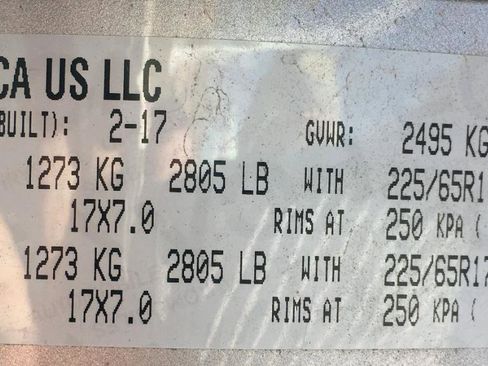 CA US LLC
BUILT): 2-17 GVWR: 2495 KG
1273 KG 2805 LB WITH 225/65R1
17X7.0 RIMS AT 250 KPA (
1273 KG 2805 LB WITH 225/65R17
17X7.0 RIMS AT 250 KPA (